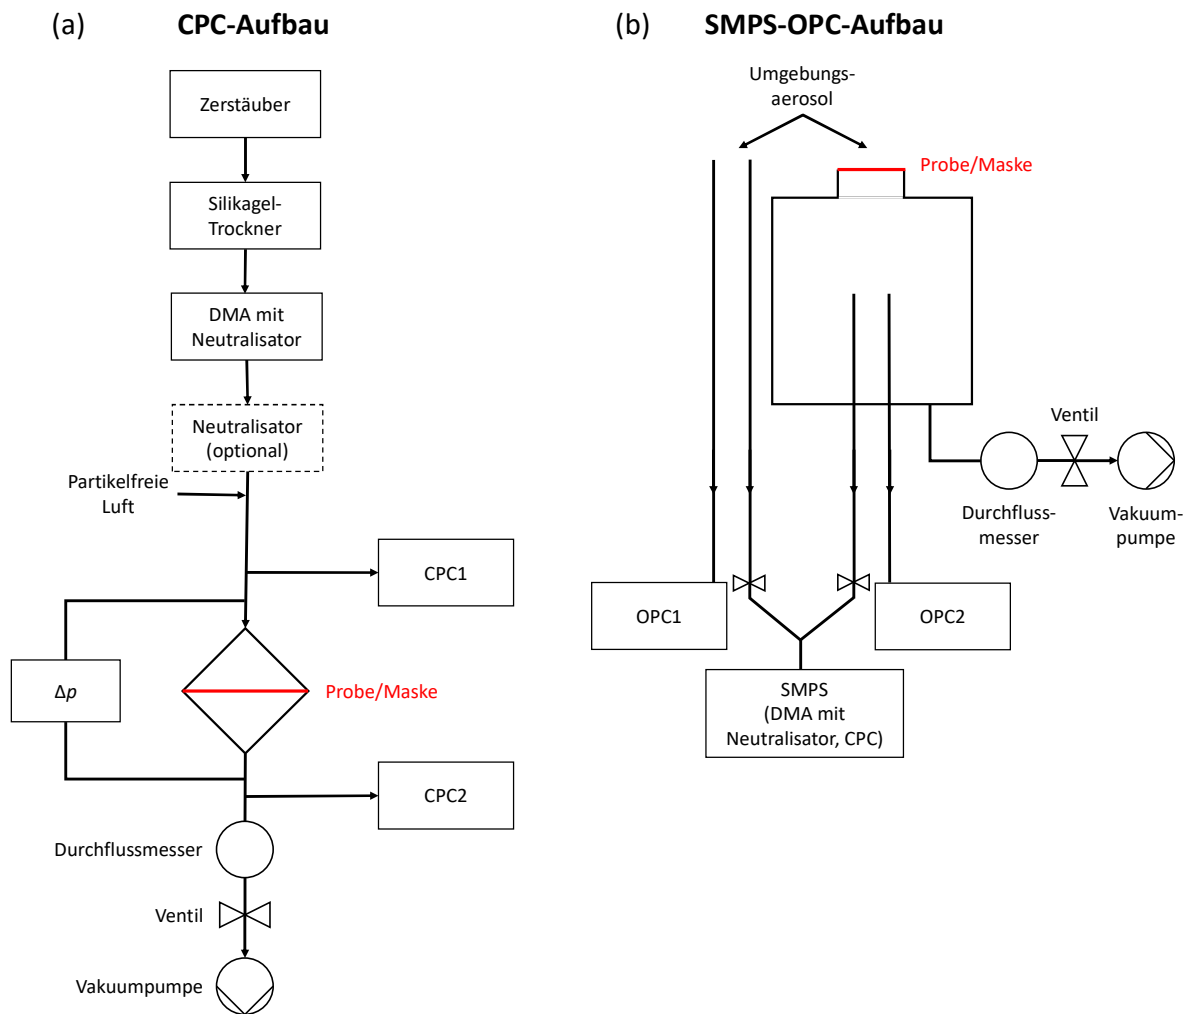 (a) CPC-Aufbau
Zerstäuber
Silikagel-
Trockner
DMA mit
Neutralisator
Neutralisator
(optional)
Partikelfreie
Luft
CPC1
Δp
Probe/Maske
CPC2
Durchflussmesser
Ventil
Vakuumpumpe
(b) SMPS-OPC-Aufbau
Umgebungs-
aerosol
Probe/Maske
Ventil
Durchfluss-
messer
Vakuum-
pumpe
OPC1
OPC2
SMPS
(DMA mit
Neutralisator, CPC)